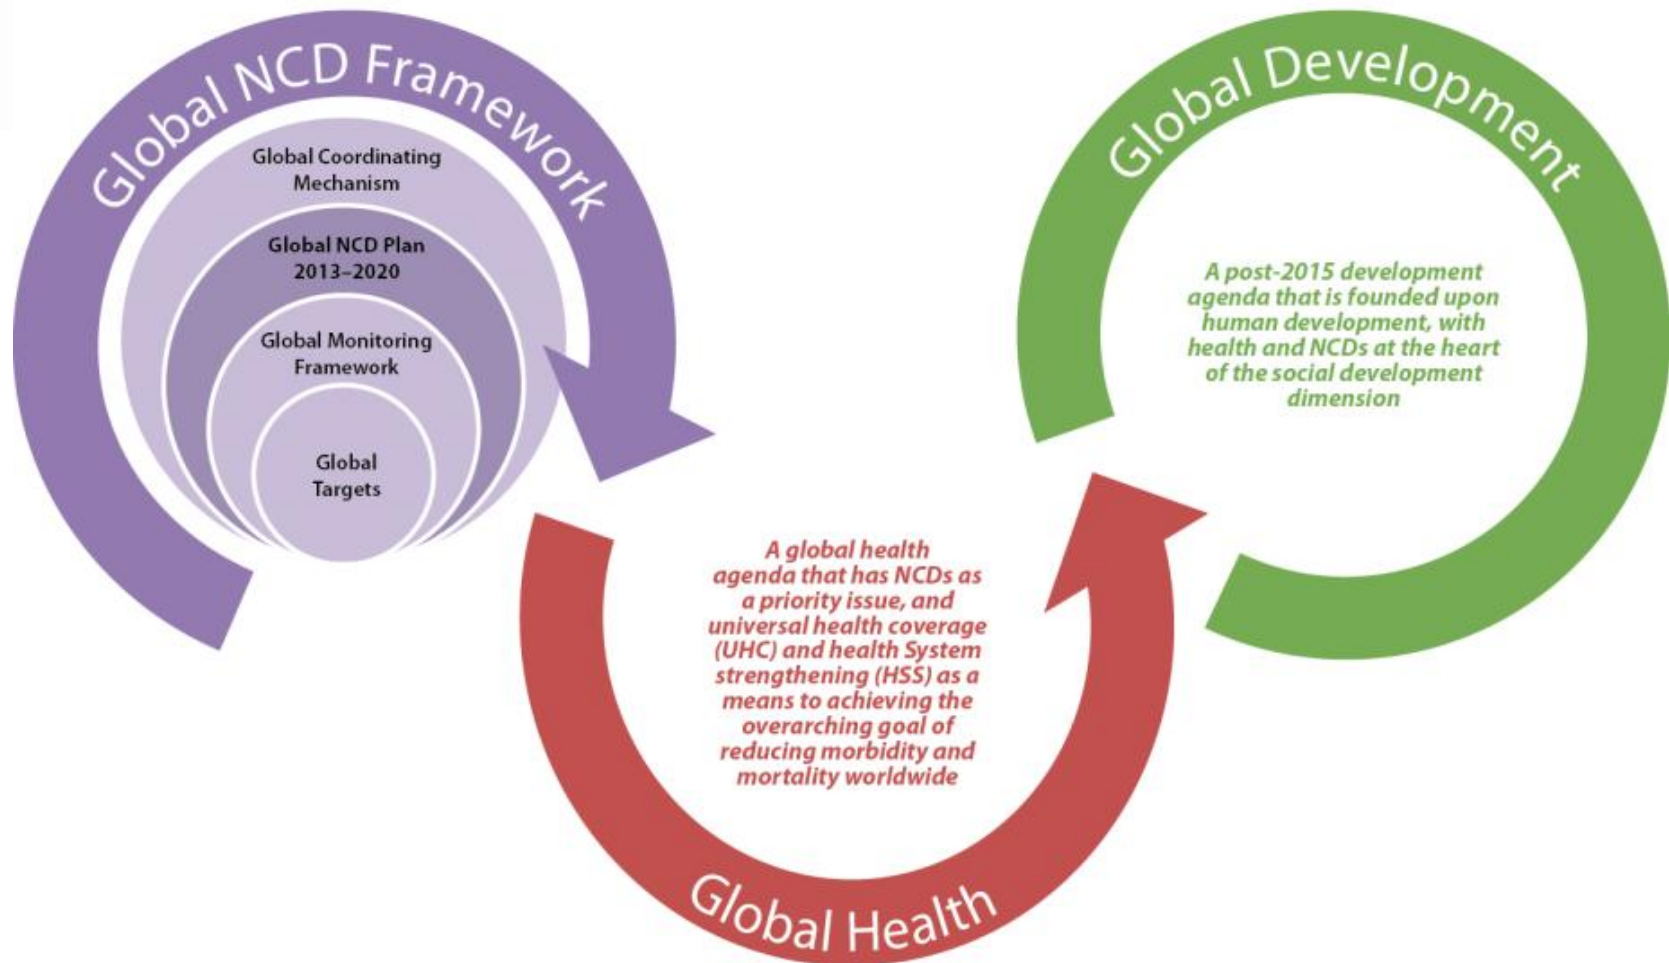 Global NCD Framework
Global Coordinating
Mechanism
Global NCD Plan
2013–2020
Global Monitoring
Framework
Global
Targets
A global health
agenda that has NCDs as
a priority issue, and
universal health coverage
(UHC) and health System
strengthening (HSS) as a
means to achieving the
overarching goal of
reducing morbidity and
mortality worldwide
Global Health
Global Development
A post-2015 development
agenda that is founded upon
human development, with
health and NCDs at the heart
of the social development
dimension